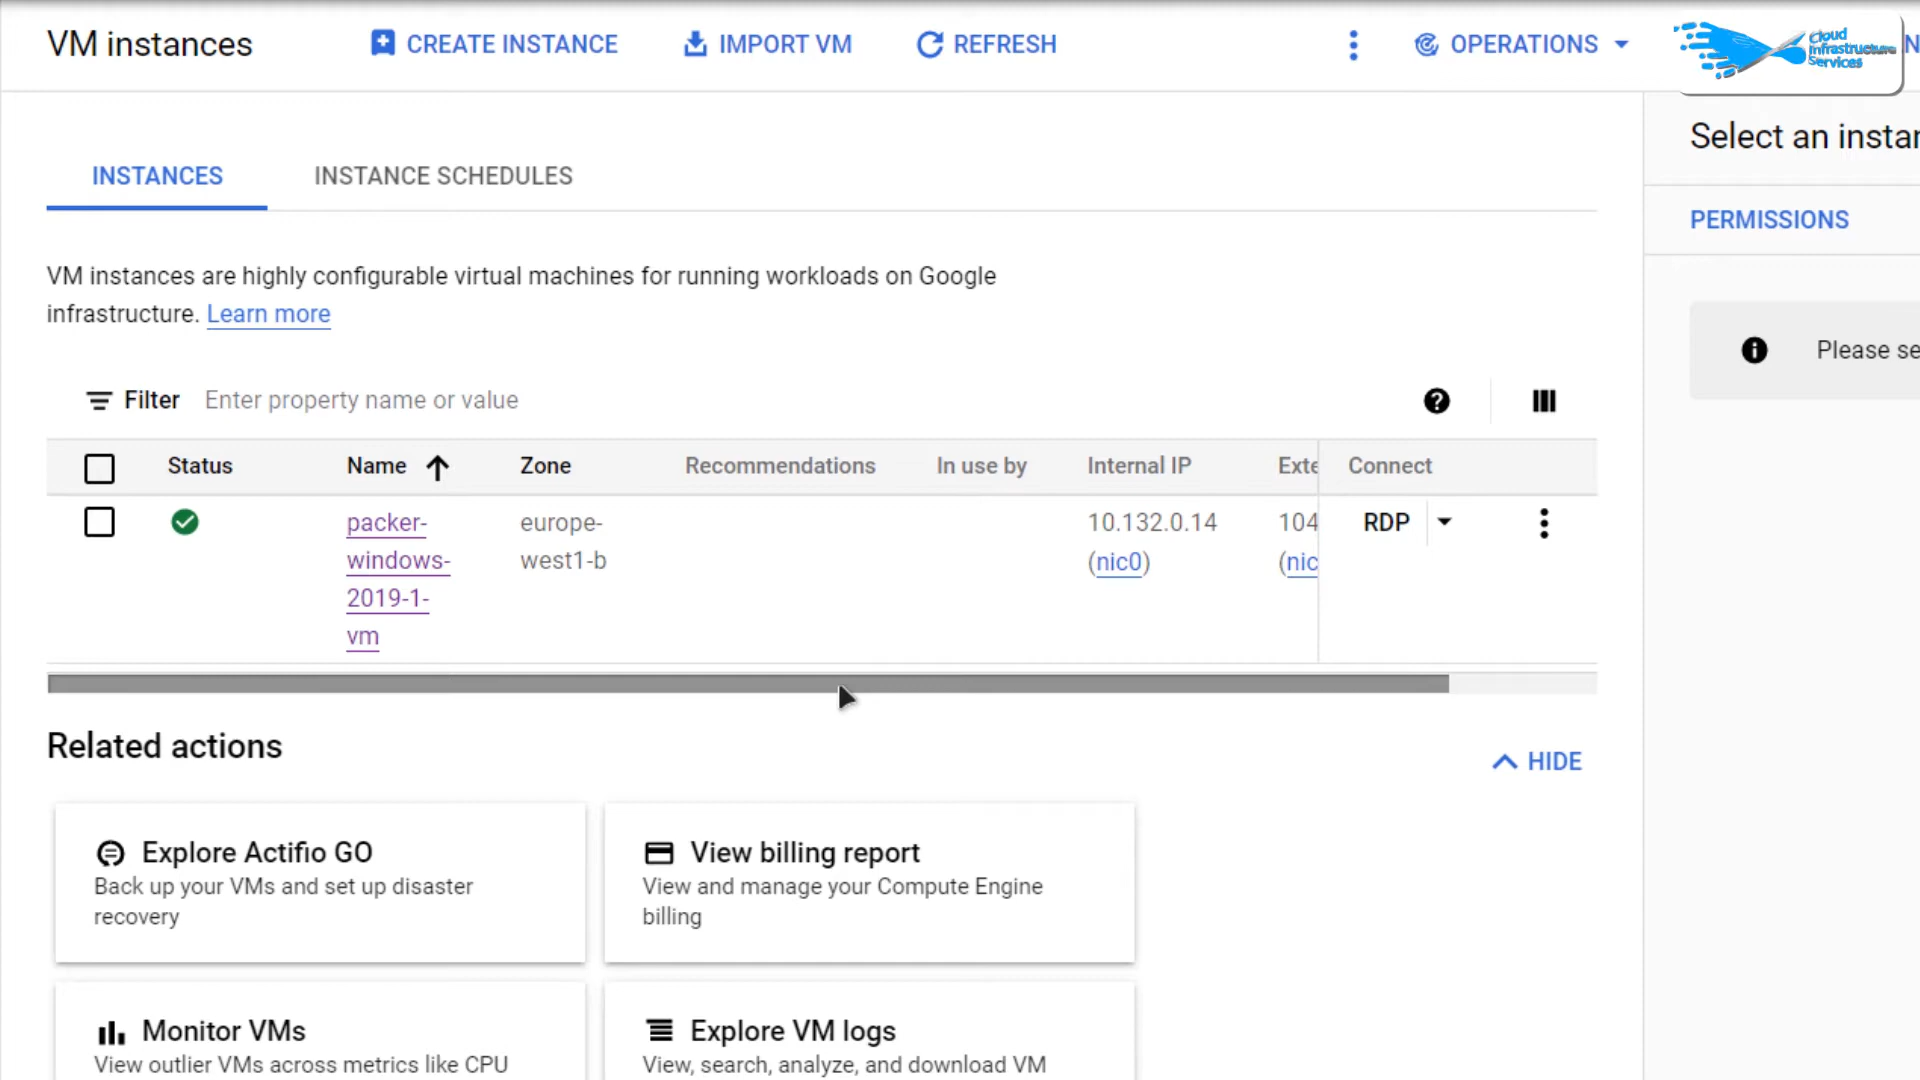 VM instances
CREATE INSTANCE
IMPORT VM
REFRESH
OPERATIONS
Cloud
Infrastructure
Services
N
INSTANCES
INSTANCE SCHEDULES
Select an instan
PERMISSIONS
VM instances are highly configurable virtual machines for running workloads on Google
infrastructure. Learn more
Please se
Filter Enter property name or value
Status Name Zone Recommendations In use by Internal IP Exte Connect
packer- europe- 10.132.0.14 104 RDP
windows- west1-b (nic0) (nic
2019-1-
vm
Related actions
HIDE
Explore Actifio GO
Back up your VMs and set up disaster
recovery
View billing report
View and manage your Compute Engine
billing
Monitor VMs
View outlier VMs across metrics like CPU
Explore VM logs
View, search, analyze, and download VM